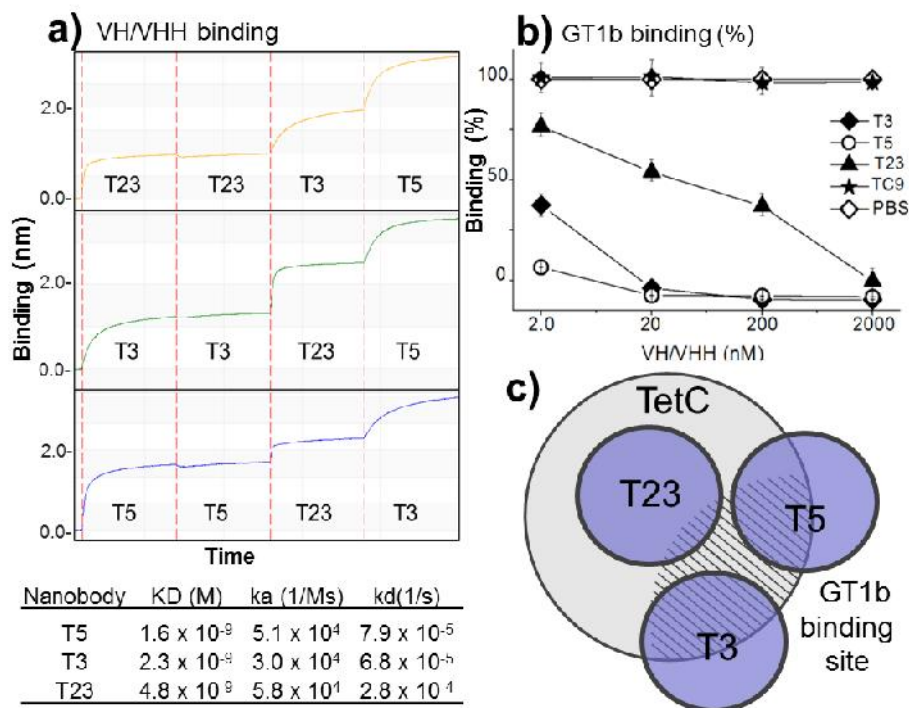 a) VH/VHH binding
2.0-
0.0-
T23 T23 T3 T5
2.0-
0.0-
T3 T3 T23 T5
2.0-
0.0-
T5 T5 T23 T3
Binding (nm)
Time
Nanobody KD (M) ka (1/Ms) kd(1/s)
T5 1.6 x 10-9 5.1 x 104 7.9 x 10-5
T3 2.3 x 10-9 3.0 x 104 6.8 x 10-5
T23 4.8 x 10-9 5.8 x 104 2.8 x 10-4
b) GT1b binding (%)
100
50
0
Binding (%)
T3
T5
T23
TC9
PBS
2.0 20 200 2000
VH/VHH (nM)
c)
TetC
T23
T5
T3
GT1b
binding
site